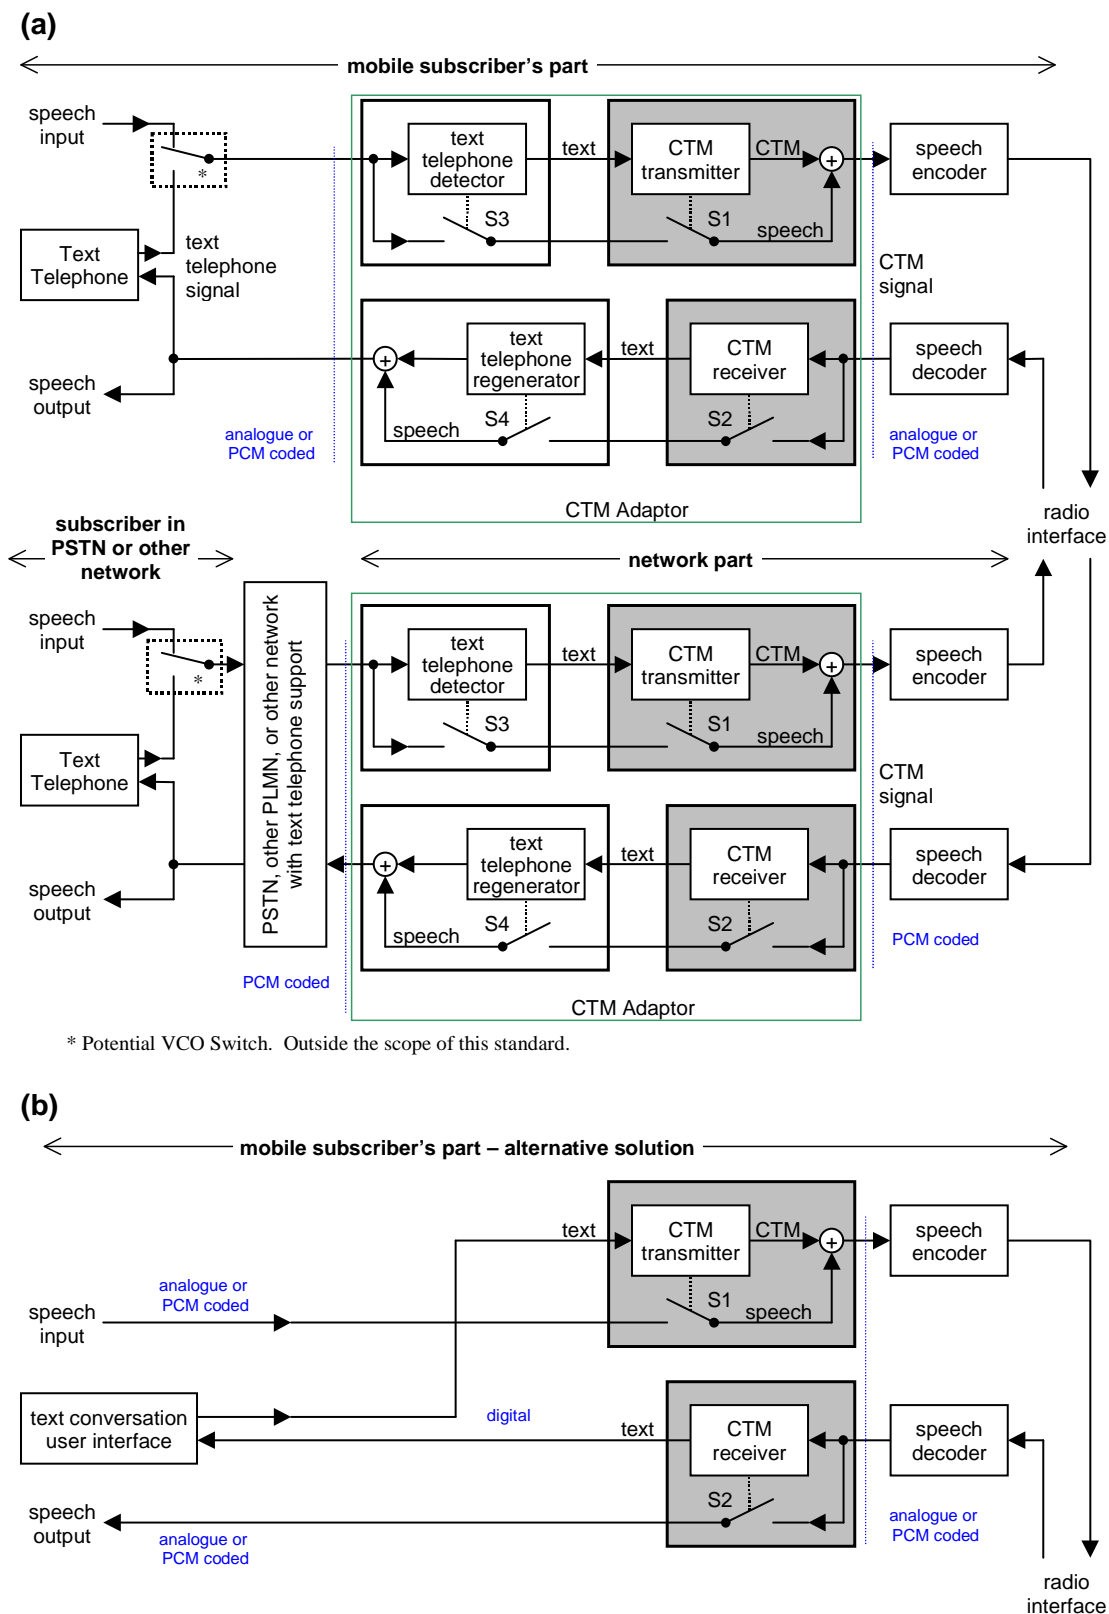 (a)
mobile subscriber's part
speech
input
*
text
telephone
detector
text
CTM
transmitter
CTM
+
speech
encoder
S3
S1
speech
Text
Telephone
text
telephone
signal
CTM
signal
+
text
telephone
regenerator
text
CTM
receiver
speech
decoder
speech
output
S4
speech
S2
analogue or
PCM coded
analogue or
PCM coded
CTM Adaptor
radio
interface
subscriber in
PSTN or other
network
network part
speech
input
*
PSTN, other PLMN, or other network
with text telephone support
text
telephone
detector
text
CTM
transmitter
CTM
+
speech
encoder
S3
S1
speech
Text
Telephone
CTM
signal
+
text
telephone
regenerator
text
CTM
receiver
speech
decoder
speech
output
S4
speech
S2
PCM coded
PCM coded
CTM Adaptor
* Potential VCO Switch. Outside the scope of this standard.
(b)
mobile subscriber's part – alternative solution
text
CTM
transmitter
CTM
+
speech
encoder
analogue or
PCM coded
S1
speech
speech
input
text conversation
user interface
digital
text
CTM
receiver
speech
decoder
S2
speech
output
analogue or
PCM coded
analogue or
PCM coded
radio
interface